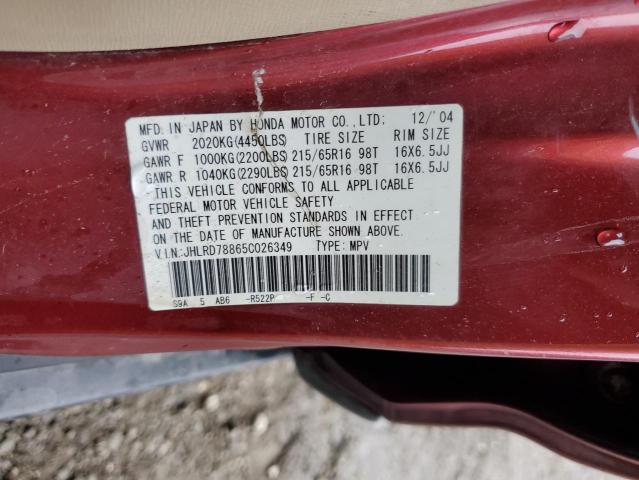 MFD. IN JAPAN BY HONDA MOTOR CO.,LTD: 12/'04
GVWR 2020KG(4450LBS) TIRE SIZE RIM SIZE
GAWR F 1000KG(2200LBS) 215/65R16 98T 16X6.5JJ
GAWR R 1040KG(2290LBS) 215/65R16 98T 16X6.5JJ
THIS VEHICLE CONFORMS TO ALL APPLICABLE
FEDERAL MOTOR VEHICLE SAFETY
AND THEFT PREVENTION STANDARDS IN EFFECT
ON THE DATE OF MANUFACTURE SHOWN ABOVE.
V.I.N:JHLRD78865C026349 TYPE: MPV
S9A 5 AB6 -R522P -F -C